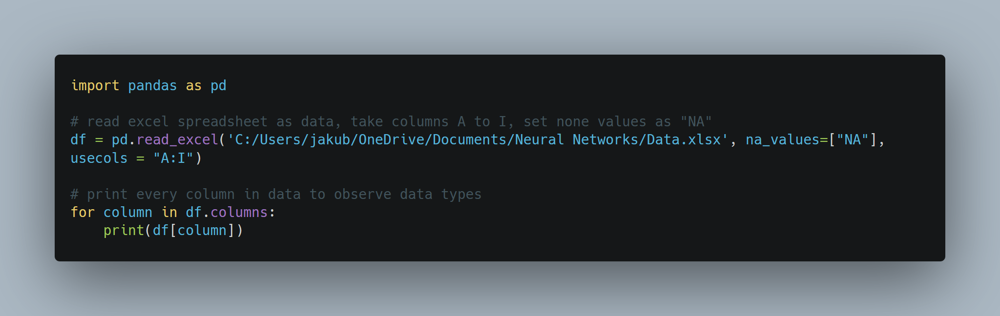 import pandas as pd
# read excel spreadsheet as data, take columns A to I, set none values as "NA"
df = pd.read_excel('C:/Users/jakub/OneDrive/Documents/Neural Networks/Data.xlsx', na_values=["NA"],
usecols = "A:I")
# print every column in data to observe data types
for column in df.columns:
    print(df[column])